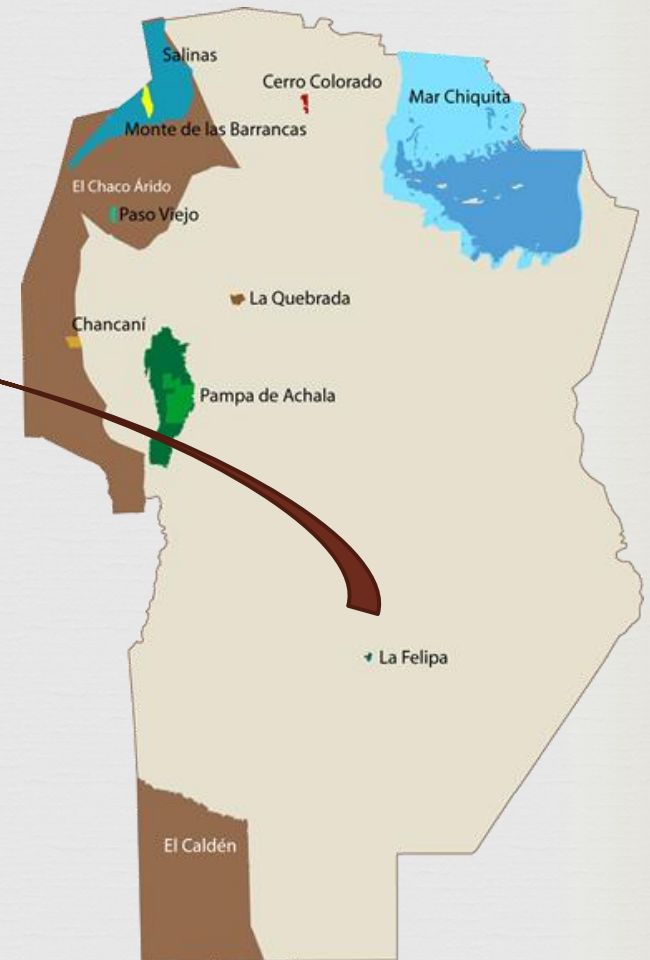 Salinas
Cerro Colorado
Mar Chiquita
Monte de las Barrancas
El Chaco Árido
Paso Viejo
La Quebrada
Chancaní
Pampa de Achala
La Felipa
El Caldén